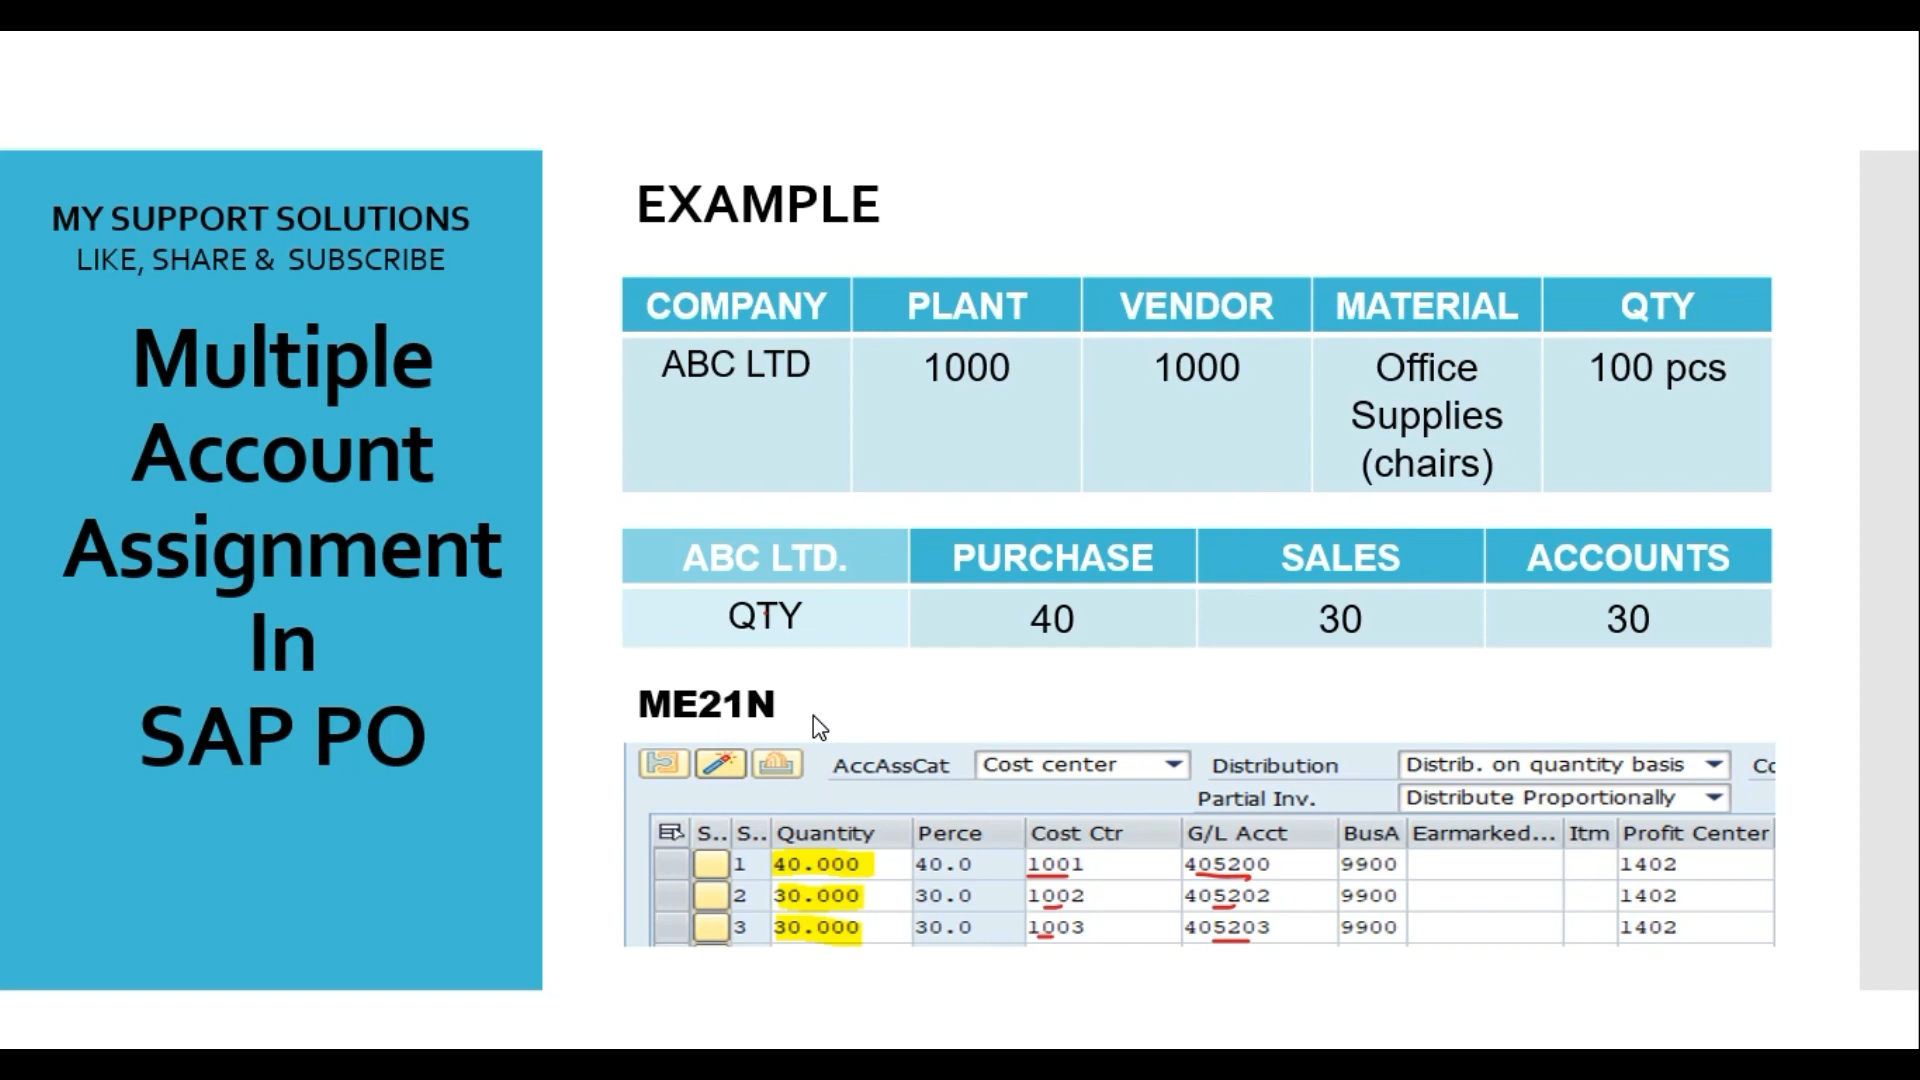 MY SUPPORT SOLUTIONS
LIKE, SHARE & SUBSCRIBE
Multiple
Account
Assignment
In
SAP PO
EXAMPLE
COMPANY PLANT VENDOR MATERIAL QTY
ABC LTD 1000 1000 Office Supplies (chairs) 100 pcs
ABC LTD. PURCHASE SALES ACCOUNTS
QTY 40 30 30
ME21N
AccAssCat Cost center Distribution Distrib. on quantity basis Co
Partial Inv. Distribute Proportionally
S.. S.. Quantity Perce Cost Ctr G/L Acct BusA Earmarked... Itm Profit Center
1 40.000 40.0 1001 405200 9900 1402
2 30.000 30.0 1002 405202 9900 1402
3 30.000 30.0 1003 405203 9900 1402